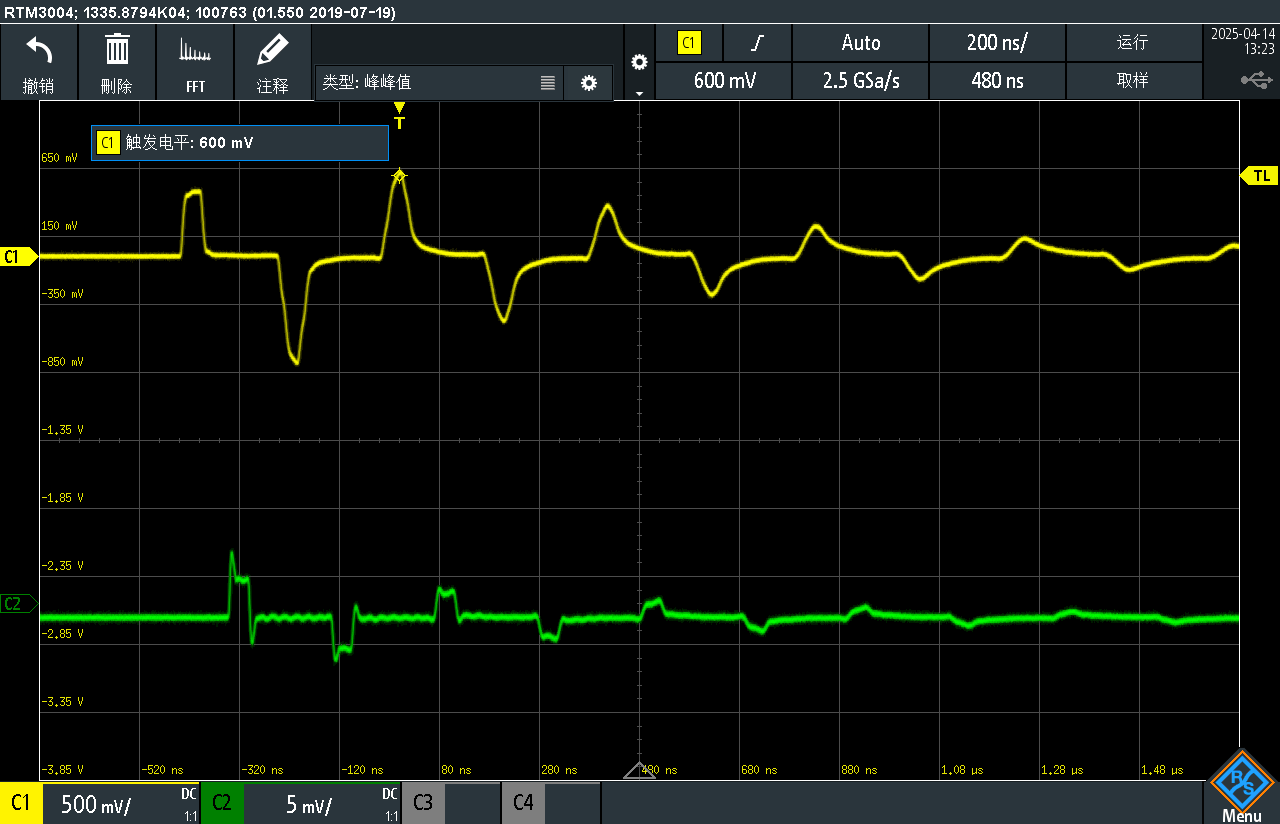 RTM3004; 1335.8794K04; 100763 (01.550 2019-07-19)
撤销
刪除
FFT
注释
类型: 峰峰值
C1
Auto
200 ns/
运行
2025-04-14
13:23
600 mV
2.5 GSa/s
480 ns
取样
T
C1 触发电平: 600 mV
650 mV
TL
150 mV
C1
-350 mV
-850 mV
-1.35 V
-1.85 V
-2.35 V
C2
-2.85 V
-3.35 V
-3.85 V
-520 ns
-320 ns
-120 ns
80 ns
280 ns
480 ns
680 ns
880 ns
1.08 µs
1.28 µs
1.48 µs
C1
500 mV/
DC
1:1
C2
5 mV/
DC
1:1
C3
C4
R
S
Menu